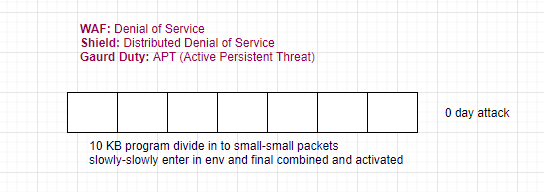 WAF: Denial of Service
Shield: Distributed Denial of Service
Gaurd Duty: APT (Active Persistent Threat)
0 day attack
10 KB program divide in to small-small packets
slowly-slowly enter in env and final combined and activated